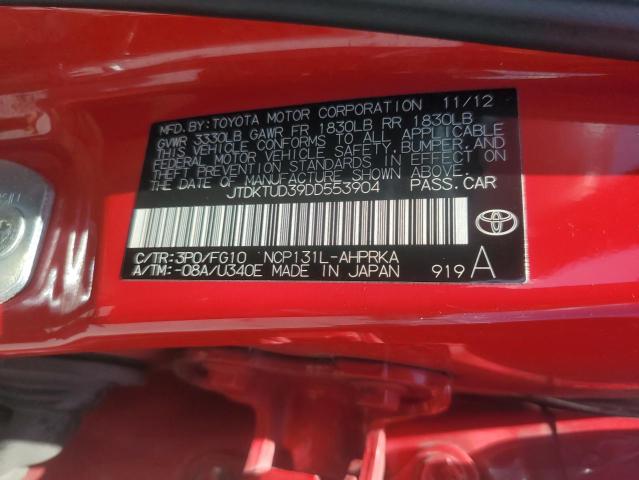 MFD. BY: TOYOTA MOTOR CORPORATION 11/12
GVWR 3330LB GAWR FR 1830LB RR 1830LB
THIS VEHICLE CONFORMS TO ALL APPLICABLE
FEDERAL MOTOR VEHICLE SAFETY, BUMPER, AND
THEFT PREVENTION STANDARDS IN EFFECT ON
THE DATE OF MANUFACTURE SHOWN ABOVE.
JTDKTUD39DD553904 PASS. CAR
C/TR: 3P0/FG10 NCP131L-AHPRKA
A/TM: -08A/U340E MADE IN JAPAN 919 A